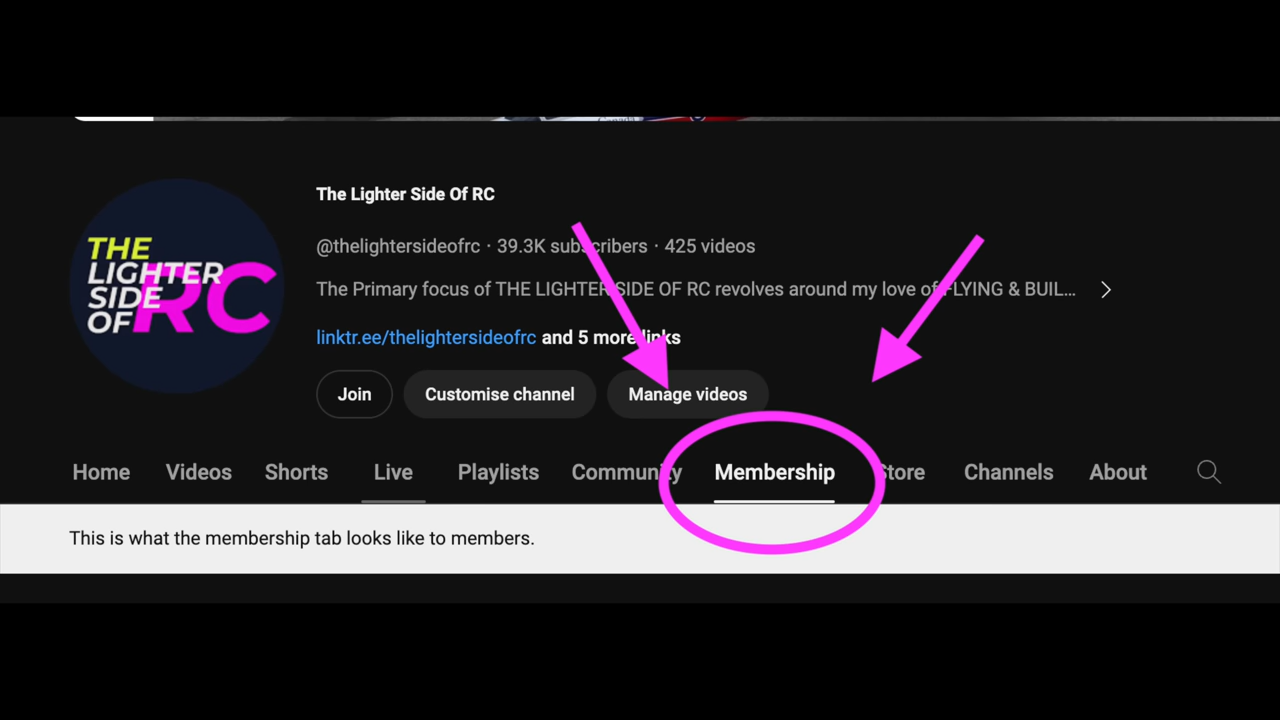 The Lighter Side Of RC
THE
LIGHTER
SIDE
OF
RC
@thelightersideofrc · 39.3K subscribers · 425 videos
The Primary focus of THE LIGHTER SIDE OF RC revolves around my love of FLYING & BUIL...
linktr.ee/thelightersideofrc and 5 more links
Join Customise channel Manage videos
Home Videos Shorts Live Playlists Community Membership Store Channels About
This is what the membership tab looks like to members.